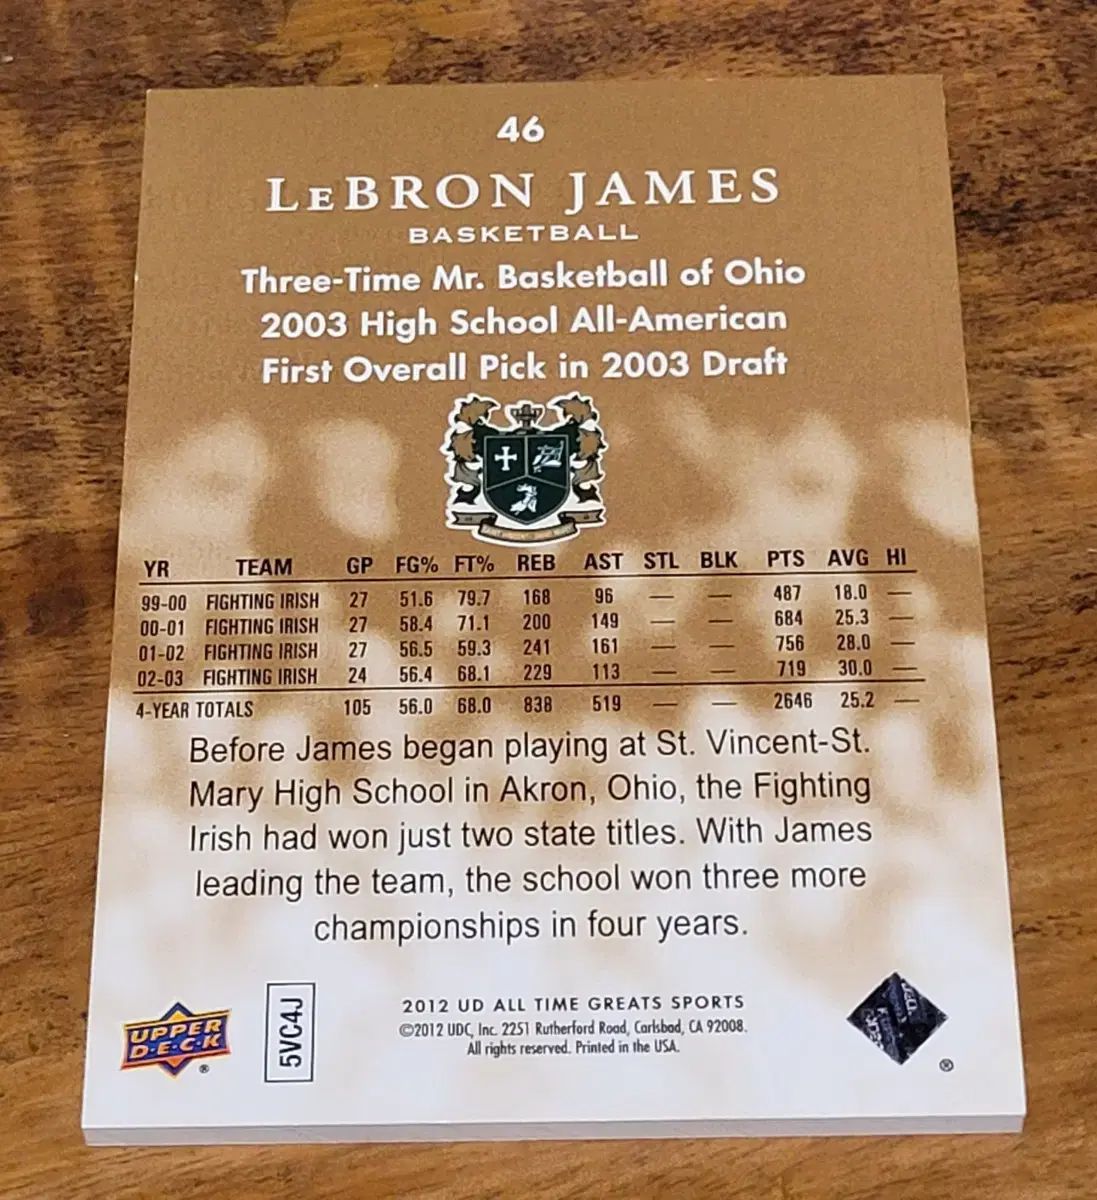 46
LeBRON JAMES
BASKETBALL
Three-Time Mr. Basketball of Ohio
2003 High School All-American
First Overall Pick in 2003 Draft
YR TEAM GP FG% FT% REB AST STL BLK PTS AVG HI
99-00 FIGHTING IRISH 27 51.6 79.7 168 96 — — 487 18.0 —
00-01 FIGHTING IRISH 27 58.4 71.1 200 149 — — 684 25.3 —
01-02 FIGHTING IRISH 27 56.5 59.3 241 161 — — 756 28.0 —
02-03 FIGHTING IRISH 24 56.4 68.1 229 113 — — 719 30.0 —
4-YEAR TOTALS 105 56.0 68.0 838 519 — — 2646 25.2 —
Before James began playing at St. Vincent-St.
Mary High School in Akron, Ohio, the Fighting
Irish had won just two state titles. With James
leading the team, the school won three more
championships in four years.
UPPER
D·E·C·K
®
5VC4J
2012 UD ALL TIME GREATS SPORTS
©2012 UDC, Inc. 2251 Rutherford Road, Carlsbad, CA 92008.
All rights reserved. Printed in the USA.
®